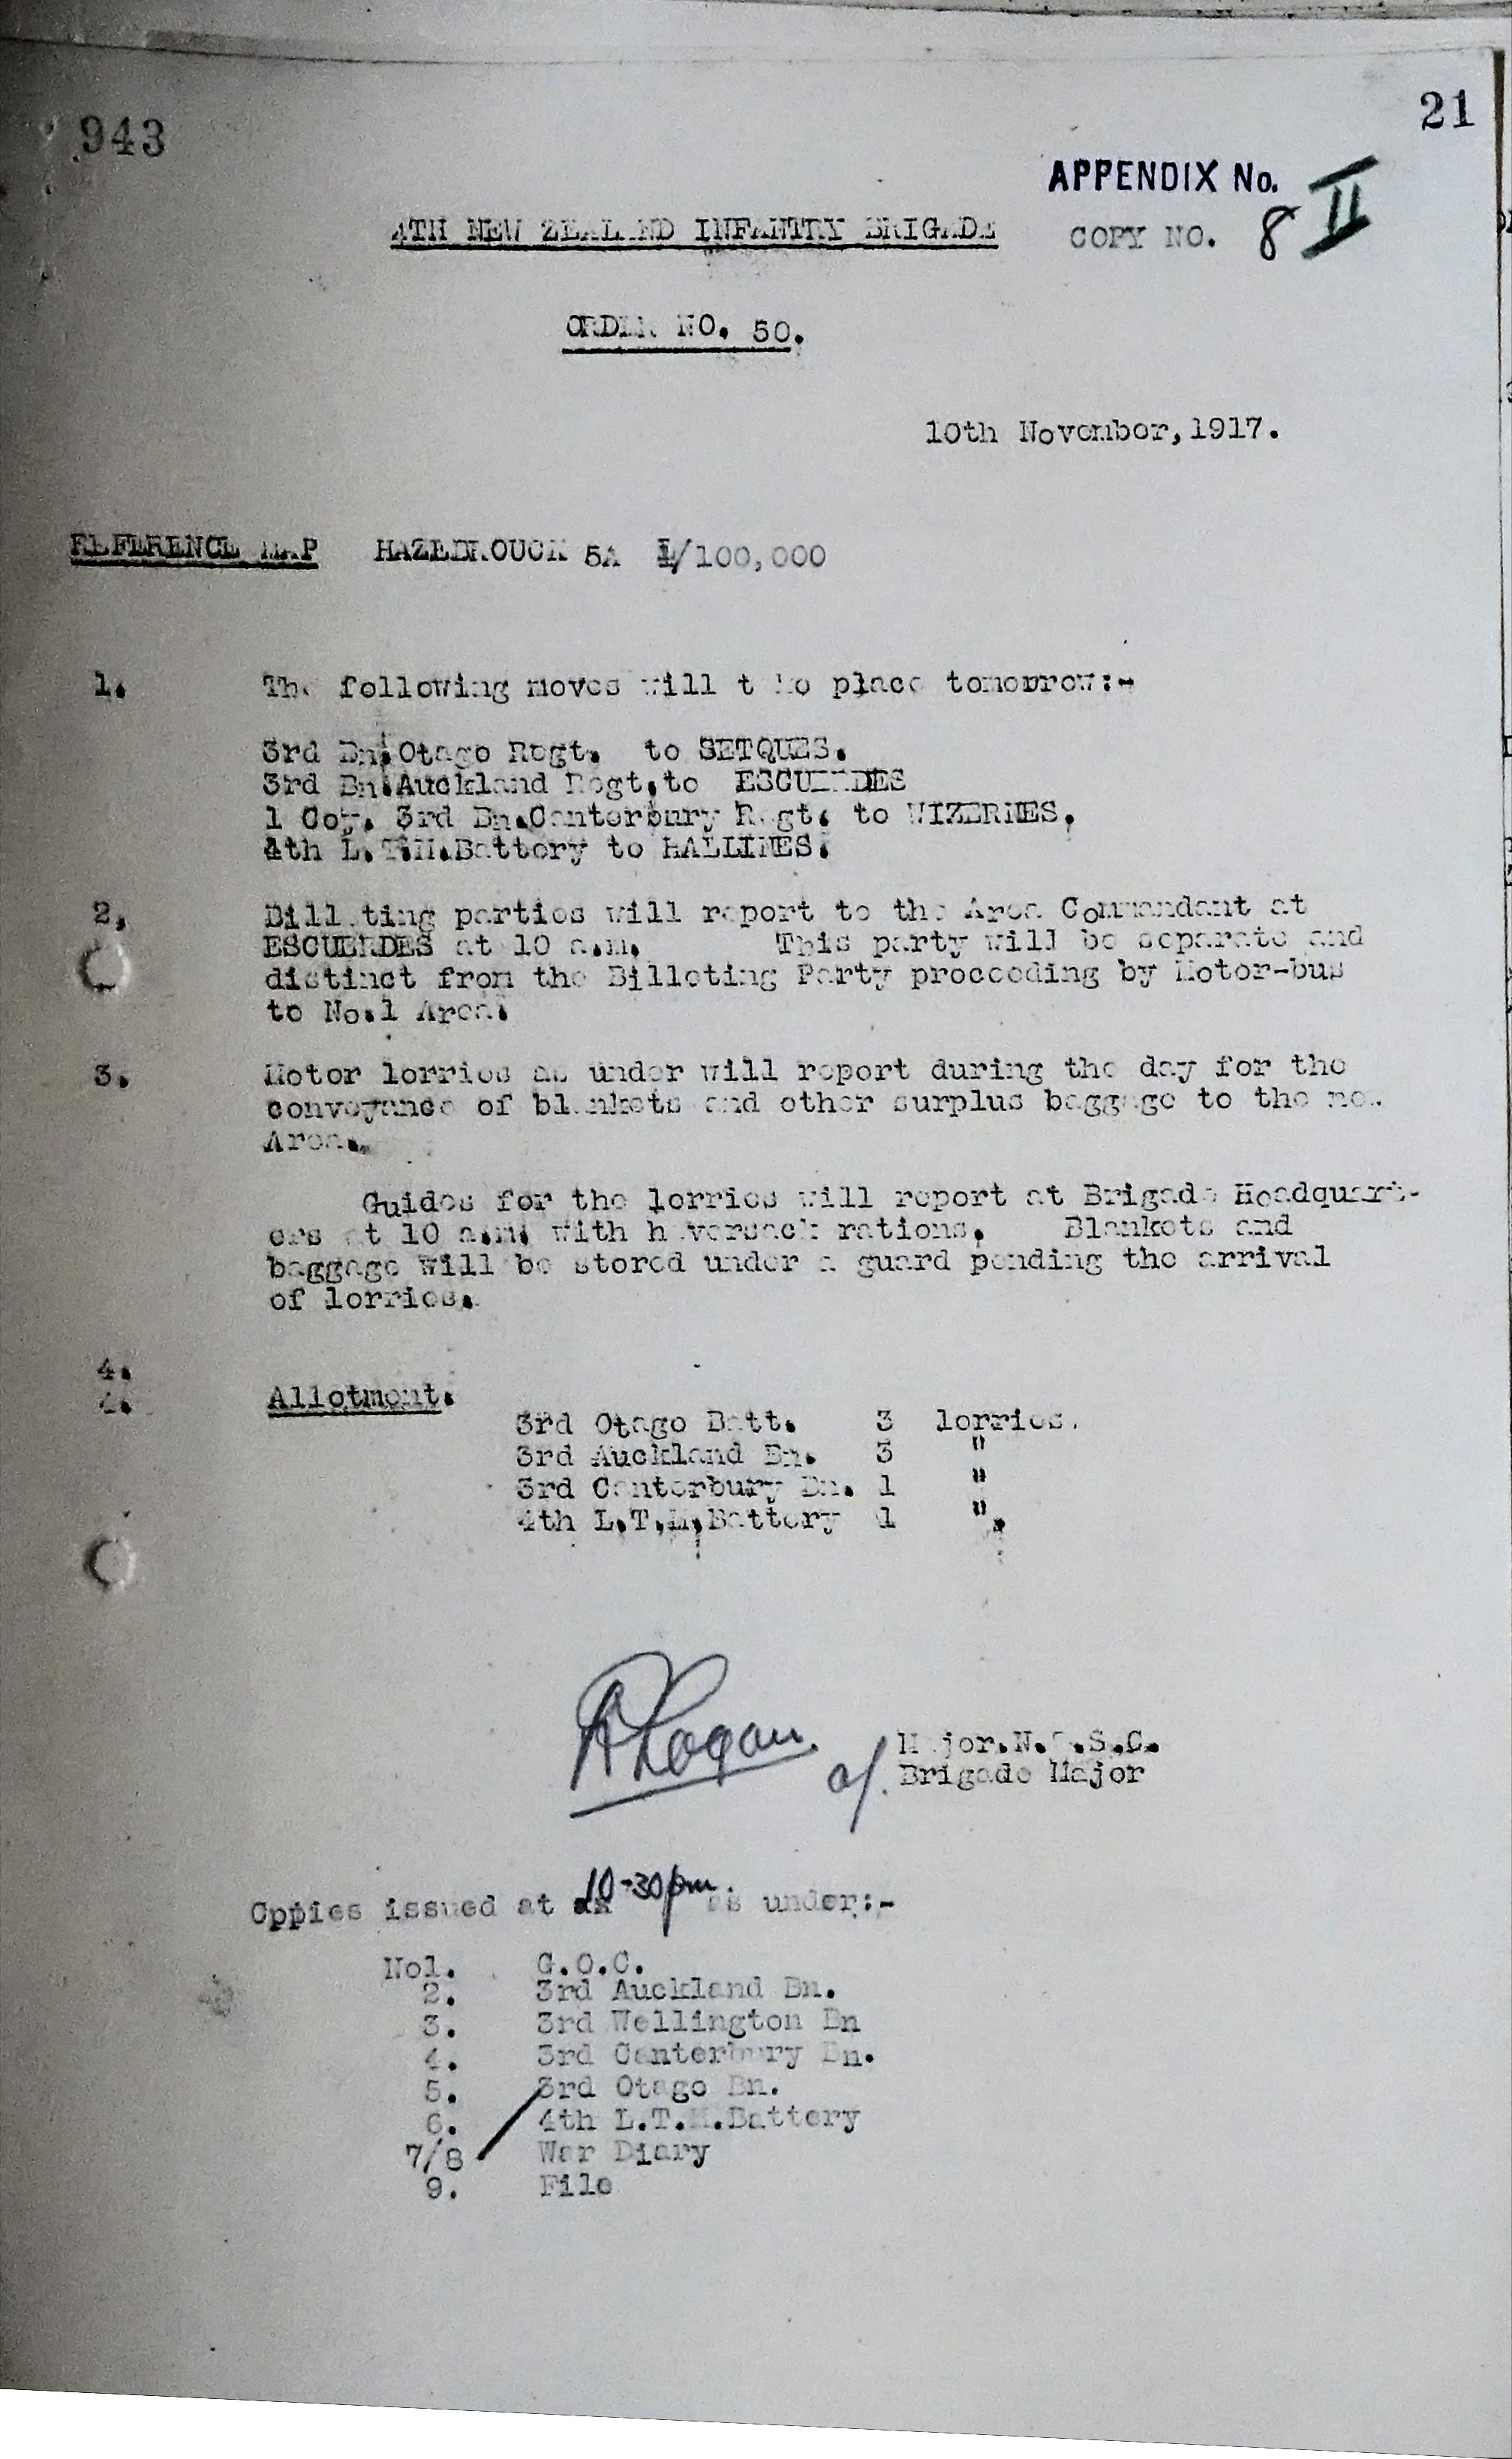 943
21
APPENDIX No. II
4TH NEW ZEALAND INFANTRY BRIGADE
COPY NO. 8
ORDER NO. 50.
10th November, 1917.
REFERENCE MAP HAZEBROUCK 5A 1/100,000
1. The following moves will take place tomorrow:-
3rd Bn. Otago Regt. to SETQUES.
3rd Bn. Auckland Regt. to ESCUERDES
1 Coy. 3rd Bn. Canterbury Regt. to WIZERNES.
4th L.T.M. Battery to HALLINES.
2. Billeting parties will report to the Area Commandant at
ESCUERDES at 10 a.m. This party will be separate and
distinct from the Billeting Party proceeding by Motor-bus
to No.1 Area.
3. Motor lorries as under will report during the day for the
conveyance of blankets and other surplus baggage to the new
Area.
Guides for the lorries will report at Brigade Headquart-
ers at 10 a.m. with haversack rations. Blankets and
baggage will be stored under a guard pending the arrival
of lorries.
4.
4. Allotment.
3rd Otago Batt. 3 lorries.
3rd Auckland Bn. 3 "
3rd Canterbury Bn. 1 "
4th L.T.M. Battery 1 ".
Logan
Major. N.Z.S.C.
a/. Brigade Major
Cppies issued at 10-30pm. as under:-
No1. G.O.C.
2. 3rd Auckland Bn.
3. 3rd Wellington Bn
4. 3rd Canterbury Bn.
5. 3rd Otago Bn.
6. 4th L.T.M. Battery
7/8 War Diary
9. File